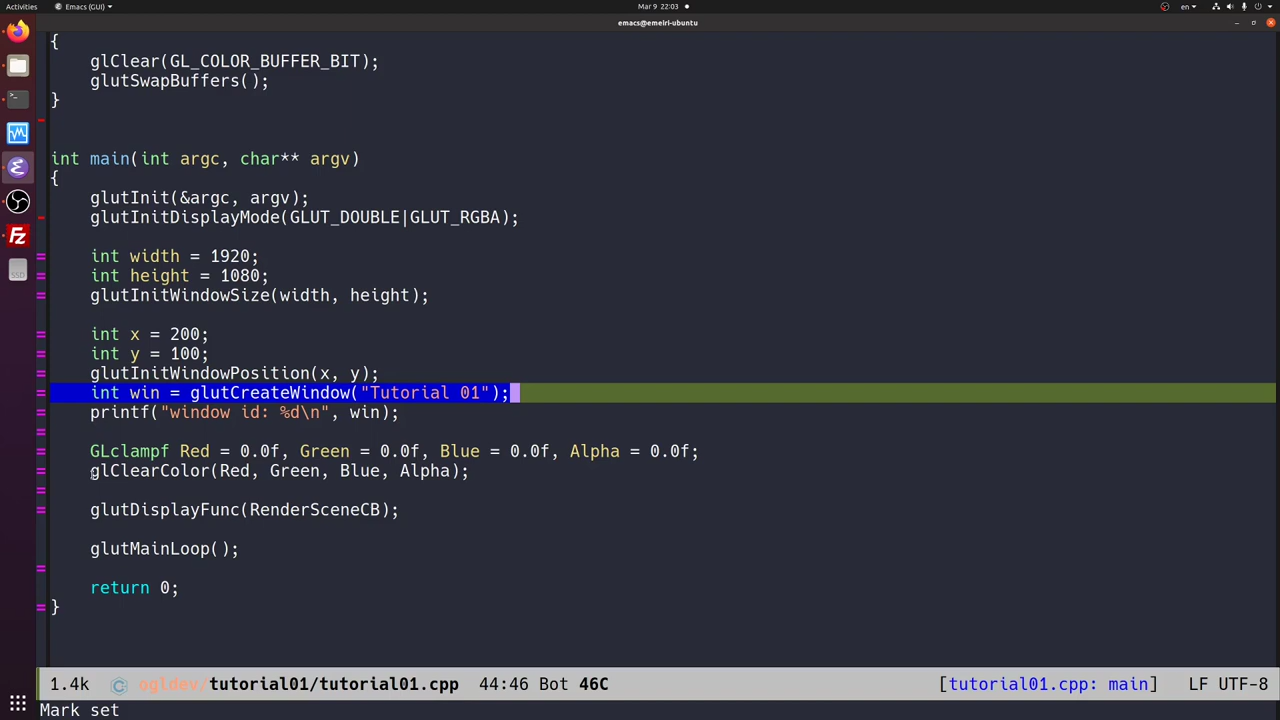 Activities Emacs (GUI) Mar 9 22:03 en
emacs@emeiri-ubuntu
{
glClear(GL_COLOR_BUFFER_BIT);
glutSwapBuffers();
}
int main(int argc, char** argv)
{
glutInit(&argc, argv);
glutInitDisplayMode(GLUT_DOUBLE|GLUT_RGBA);
int width = 1920;
int height = 1080;
glutInitWindowSize(width, height);
int x = 200;
int y = 100;
glutInitWindowPosition(x, y);
int win = glutCreateWindow("Tutorial 01");
printf("window id: %d\n", win);
GLclampf Red = 0.0f, Green = 0.0f, Blue = 0.0f, Alpha = 0.0f;
glClearColor(Red, Green, Blue, Alpha);
glutDisplayFunc(RenderSceneCB);
glutMainLoop();
return 0;
}
1.4k ogldev/tutorial01/tutorial01.cpp 44:46 Bot 46C [tutorial01.cpp: main] LF UTF-8
Mark set
Fz
SSD